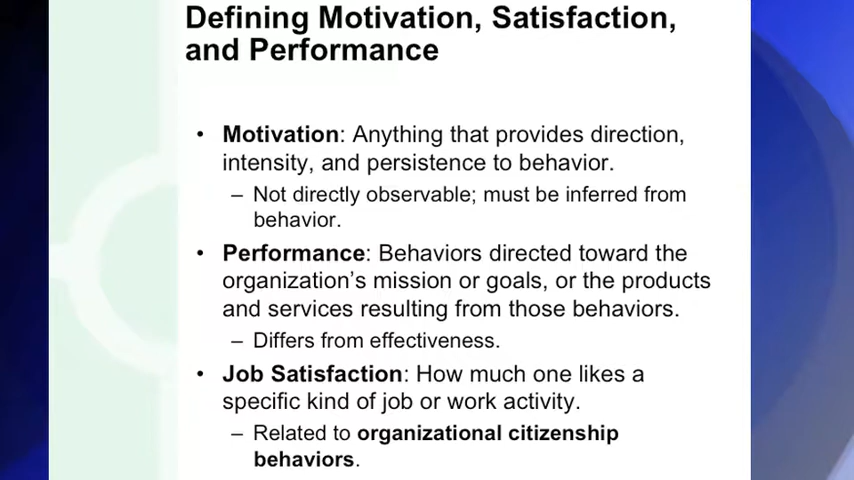 Defining Motivation, Satisfaction,
and Performance
• Motivation: Anything that provides direction,
intensity, and persistence to behavior.
– Not directly observable; must be inferred from
behavior.
• Performance: Behaviors directed toward the
organization’s mission or goals, or the products
and services resulting from those behaviors.
– Differs from effectiveness.
• Job Satisfaction: How much one likes a
specific kind of job or work activity.
– Related to organizational citizenship
behaviors.